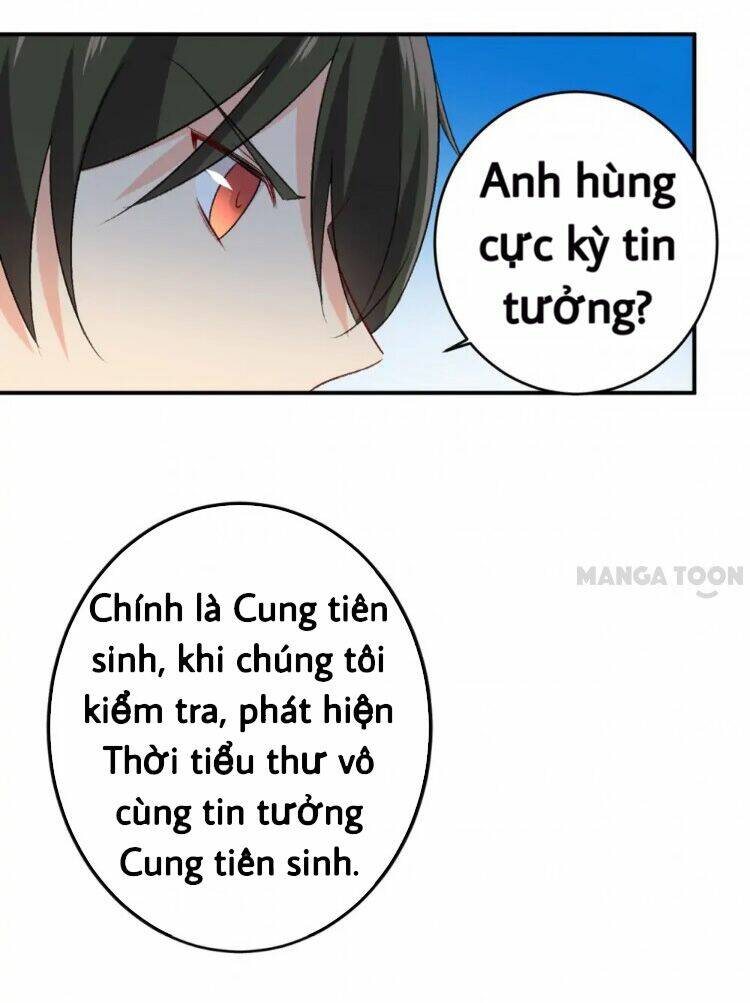 Anh hùng
cực kỳ tin
tưởng?
MANGA TOON
Chính là Cung tiên
sinh, khi chúng tôi
kiểm tra, phát hiện
Thời tiểu thư vô
cùng tin tưởng
Cung tiên sinh.